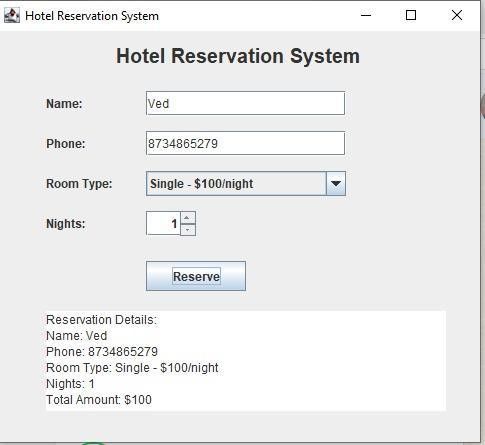 Hotel Reservation System
Hotel Reservation System
Name: Ved
Phone: 8734865279
Room Type: Single - $100/night
Nights: 1
Reserve
Reservation Details:
Name: Ved
Phone: 8734865279
Room Type: Single - $100/night
Nights: 1
Total Amount: $100